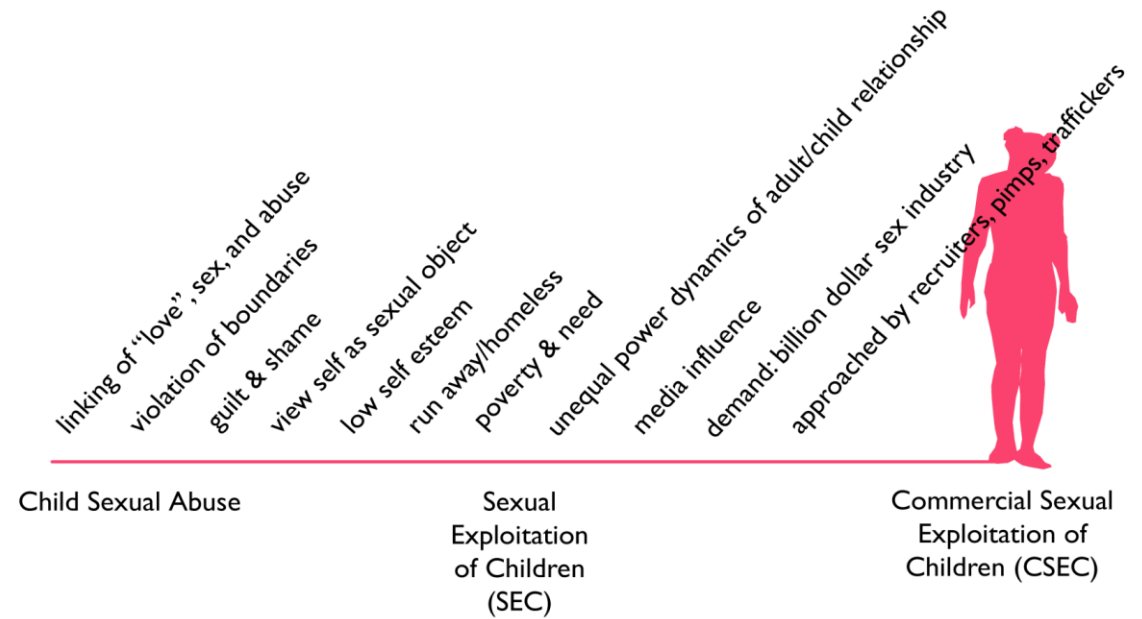 linking of “love”, sex, and abuse
violation of boundaries
guilt & shame
view self as sexual object
low self esteem
run away/homeless
poverty & need
unequal power dynamics of adult/child relationship
media influence
demand: billion dollar sex industry
approached by recruiters, pimps, traffickers
Child Sexual Abuse
Sexual
Exploitation
of Children
(SEC)
Commercial Sexual
Exploitation of
Children (CSEC)